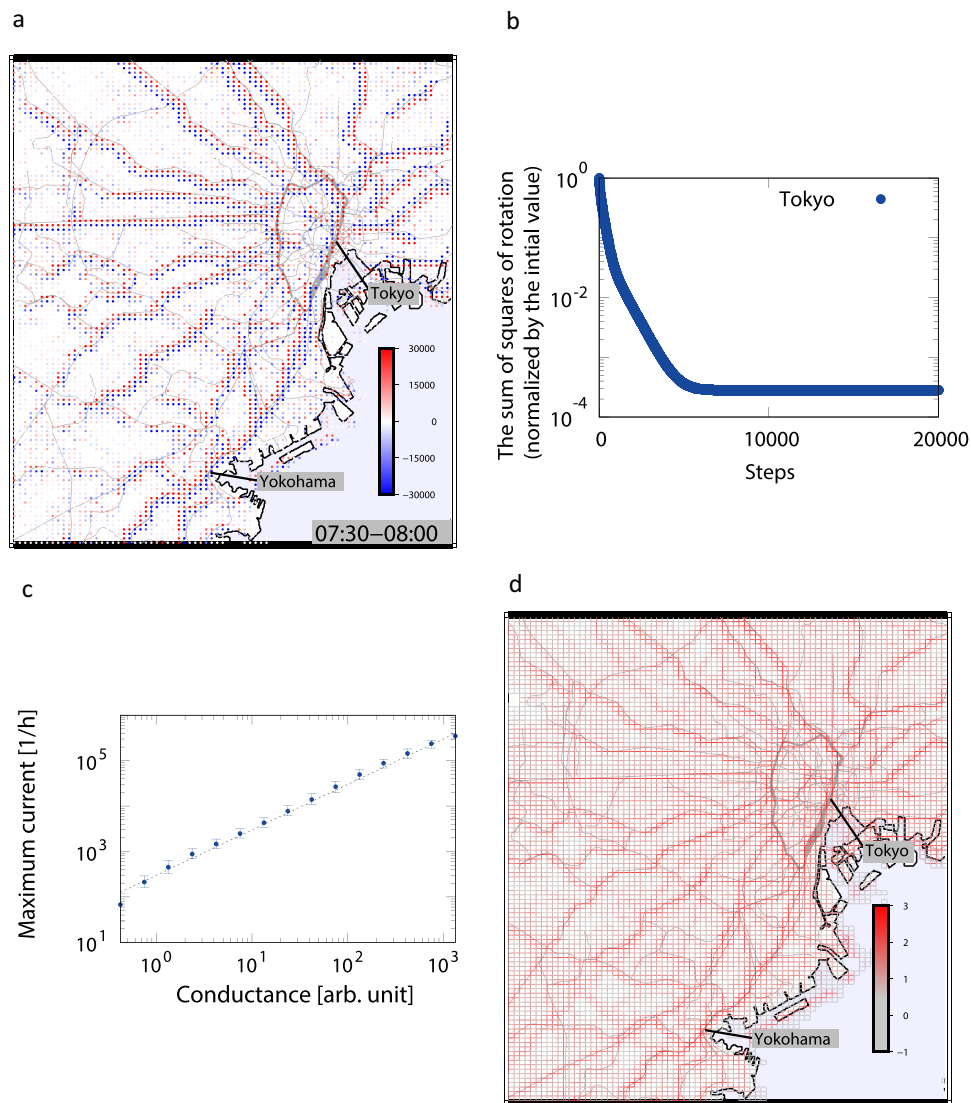 a
Tokyo
30000
15000
0
−15000
−30000
Yokohama
07:30−08:00
b
The sum of squares of rotation
(normalized by the intial value)
10^0
10^-2
10^-4
Tokyo
0
10000
20000
Steps
c
Maximum current [1/h]
10^5
10^3
10^1
10^0
10^1
10^2
10^3
Conductance [arb. unit]
d
Tokyo
3
2
1
0
−1
Yokohama